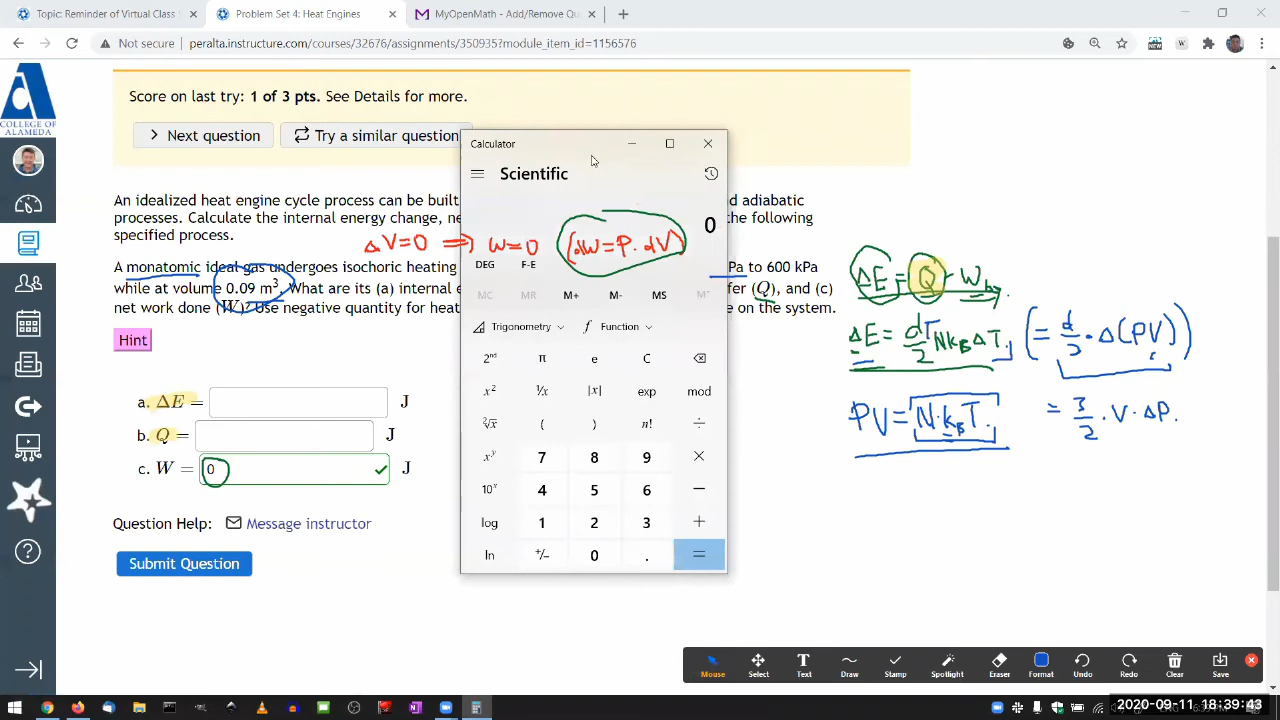 Topic: Reminder of Virtual Class
Problem Set 4: Heat Engines
MyOpenMath - Add/Remove Qu
Not secure | peralta.instructure.com/courses/32676/assignments/350935?module_item_id=1156576
COLLEGE OF
ALAMEDA
Score on last try: 1 of 3 pts. See Details for more.
Next question
Try a similar question
Calculator
Scientific
0
An idealized heat engine cycle process can be built
d adiabatic
processes. Calculate the internal energy change, ne
the following
specified process.
ΔV=0 ⟹ W=0 (dW=P.dV)
DEG F-E
A monatomic ideal gas undergoes isochoric heating
Pa to 600 kPa
while at volume 0.09 m³. What are its (a) internal e
fer (Q), and (c)
net work done (W)? Use negative quantity for heat
on the system.
Hint
MC MR M+ M- MS M˅
Trigonometry Function
2ⁿᵈ π e C
x² ¹/x |x| exp mod
²√x ( ) n! ÷
xʸ 7 8 9 ×
10ˣ 4 5 6 −
log 1 2 3 +
ln +/− 0 . =
a. ΔE = J
b. Q = J
c. W = 0 J
Question Help: Message instructor
Submit Question
ΔE = Q - W by.
ΔE = d/2 NkB ΔT. (= d/2 · Δ(PV))
PV = N·kBT. = 3/2 · V · ΔP.
Mouse Select Text Draw Stamp Spotlight Eraser Format Undo Redo Clear Save
2020-09-11 18:39:43